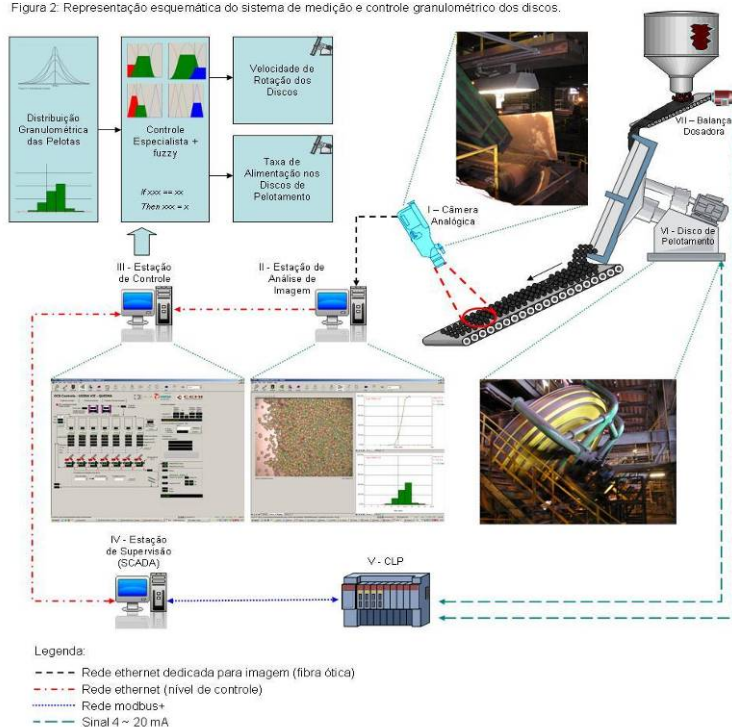 Figura 2: Representação esquemática do sistema de medição e controle granulométrico dos discos.
Distribuição
Granulométrica
das Pelotas
Controle
Especialista +
fuzzy
If xxx == xx
Then xxx = x
Velocidade de
Rotação dos
Discos
Taxa de
Alimentação nos
Discos de
Pelotamento
VII – Balança
Dosadora
I – Câmera
Analógica
VI - Disco de
Pelotamento
III - Estação
de Controle
II - Estação de
Análise de
Imagem
IV - Estação
de Supervisão
(SCADA)
V - CLP
Legenda:
Rede ethernet dedicada para imagem (fibra ótica)
Rede ethernet (nível de controle)
Rede modbus+
Sinal 4 ~ 20 mA